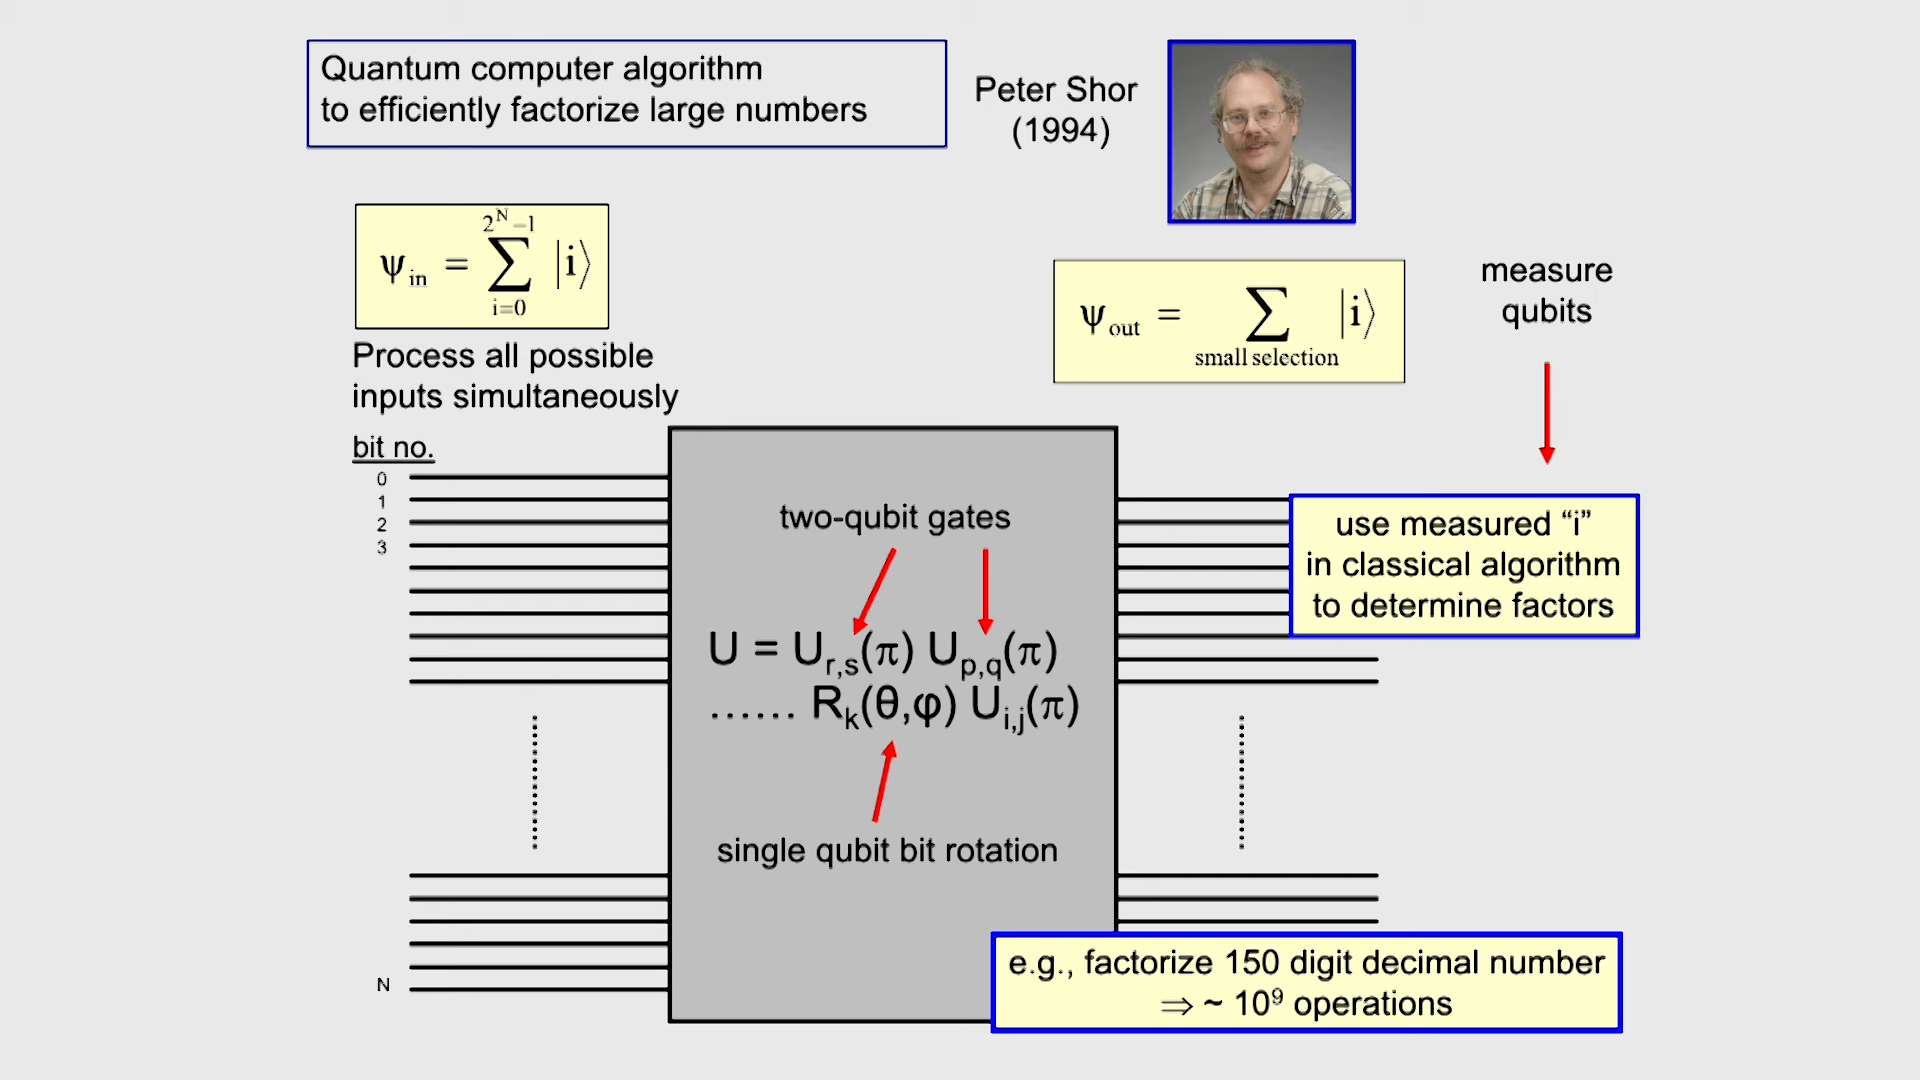 Quantum computer algorithm
to efficiently factorize large numbers
Peter Shor
(1994)
ψin = ∑ |i⟩
2^N −1
i=0
Process all possible
inputs simultaneously
ψout = ∑ |i⟩
small selection
measure
qubits
bit no.
0
1
2
3
N
two-qubit gates
U = Ur,s(π) Up,q(π)
...... Rk(θ,φ) Ui,j(π)
single qubit bit rotation
use measured “i”
in classical algorithm
to determine factors
e.g., factorize 150 digit decimal number
⇒ ~ 10⁹ operations